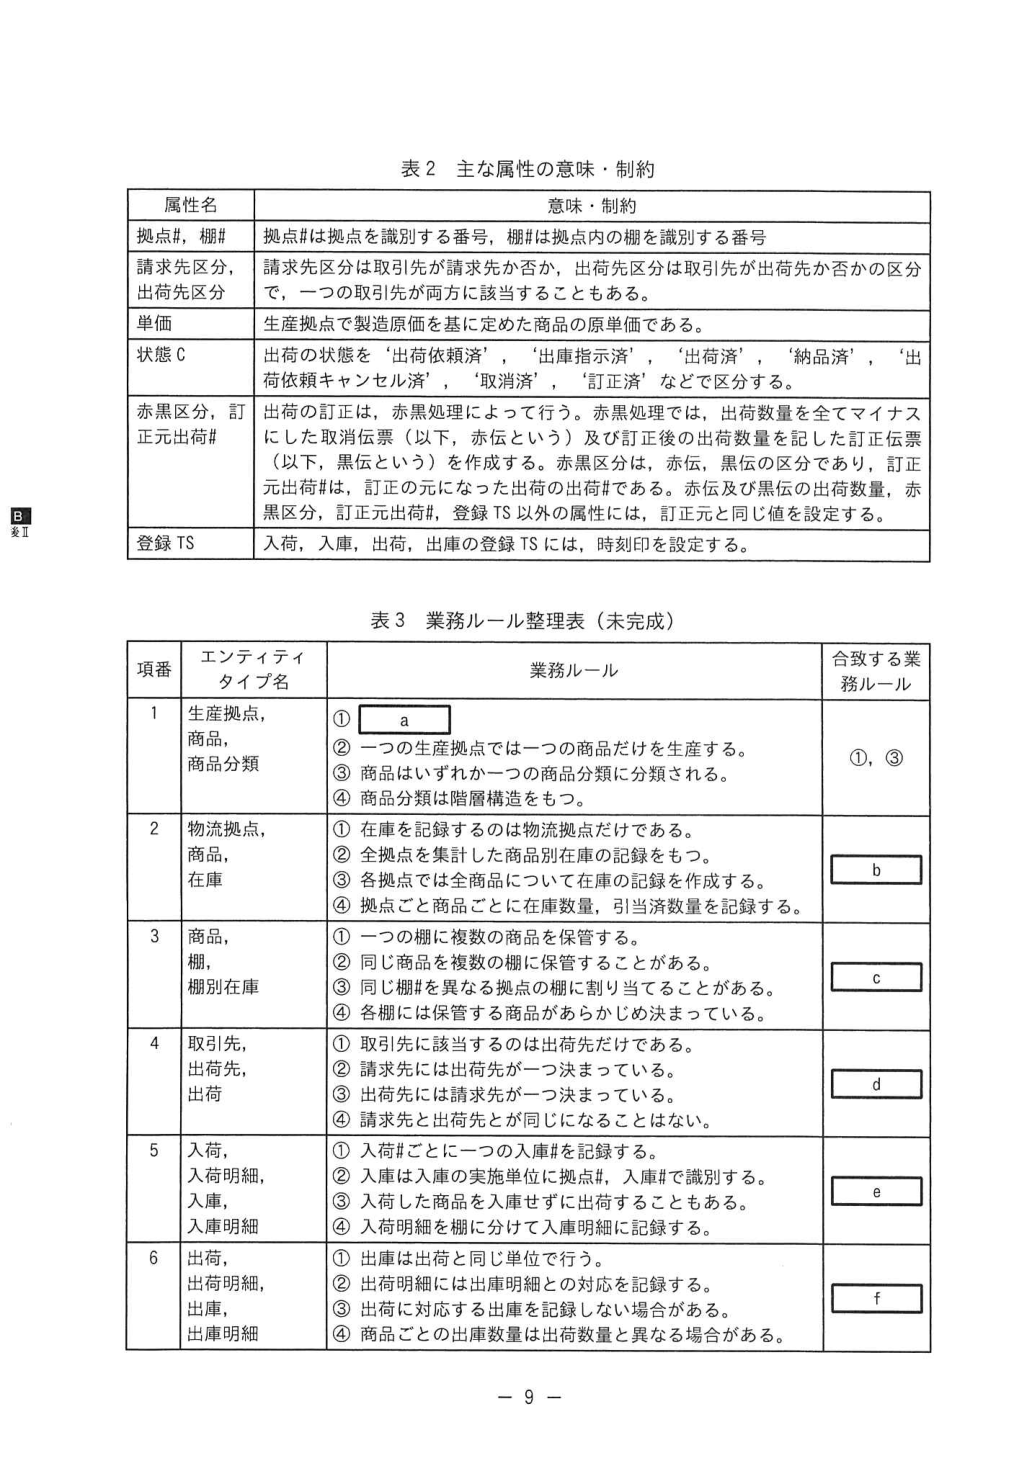 表2 主な属性の意味・制約
属性名 意味・制約
拠点#，棚# 拠点#は拠点を識別する番号，棚#は拠点内の棚を識別する番号
請求先区分， 請求先区分は取引先が請求先か否か，出荷先区分は取引先が出荷先か否かの区分
出荷先区分 で，一つの取引先が両方に該当することもある。
単価 生産拠点で製造原価を基に定めた商品の原単価である。
状態C 出荷の状態を‘出荷依頼済’，‘出庫指示済’，‘出荷済’，‘納品済’，‘出
荷依頼キャンセル済’，‘取消済’，‘訂正済’などで区分する。
赤黒区分，訂 出荷の訂正は，赤黒処理によって行う。赤黒処理では，出荷数量を全てマイナス
正元出荷# にした取消伝票（以下，赤伝という）及び訂正後の出荷数量を記した訂正伝票
（以下，黒伝という）を作成する。赤黒区分は，赤伝，黒伝の区分であり，訂正
元出荷#は，訂正の元になった出荷の出荷#である。赤伝及び黒伝の出荷数量，赤
黒区分，訂正元出荷#，登録TS以外の属性には，訂正元と同じ値を設定する。
B
後Ⅱ
登録TS 入荷，入庫，出荷，出庫の登録TSには，時刻印を設定する。
表3 業務ルール整理表（未完成）
項番 エンティティ 業務ルール 合致する業
タイプ名 務ルール
1 生産拠点， ① a
商品， ② 一つの生産拠点では一つの商品だけを生産する。 ①，③
商品分類 ③ 商品はいずれか一つの商品分類に分類される。
④ 商品分類は階層構造をもつ。
2 物流拠点， ① 在庫を記録するのは物流拠点だけである。
商品， ② 全拠点を集計した商品別在庫の記録をもつ。 b
在庫 ③ 各拠点では全商品について在庫の記録を作成する。
④ 拠点ごと商品ごとに在庫数量，引当済数量を記録する。
3 商品， ① 一つの棚に複数の商品を保管する。
棚， ② 同じ商品を複数の棚に保管することがある。 c
棚別在庫 ③ 同じ棚#を異なる拠点の棚に割り当てることがある。
④ 各棚には保管する商品があらかじめ決まっている。
4 取引先， ① 取引先に該当するのは出荷先だけである。
出荷先， ② 請求先には出荷先が一つ決まっている。 d
出荷 ③ 出荷先には請求先が一つ決まっている。
④ 請求先と出荷先とが同じになることはない。
5 入荷， ① 入荷#ごとに一つの入庫#を記録する。
入荷明細， ② 入庫は入庫の実施単位に拠点#，入庫#で識別する。 e
入庫， ③ 入荷した商品を入庫せずに出荷することもある。
入庫明細 ④ 入荷明細を棚に分けて入庫明細に記録する。
6 出荷， ① 出庫は出荷と同じ単位で行う。
出荷明細， ② 出荷明細には出庫明細との対応を記録する。 f
出庫， ③ 出荷に対応する出庫を記録しない場合がある。
出庫明細 ④ 商品ごとの出庫数量は出荷数量と異なる場合がある。
－ 9 －